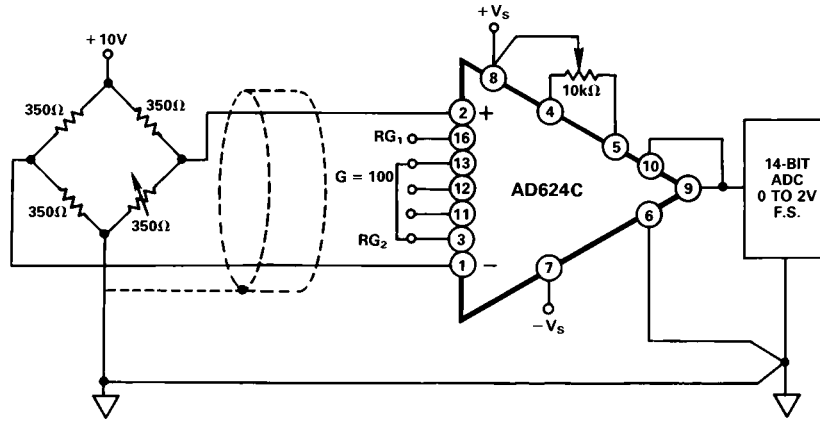 +10V
350Ω
350Ω
350Ω
350Ω
RG1
G = 100
RG2
2
+
16
13
12
11
3
1
−
+VS
8
10kΩ
4
5
10
9
6
7
−VS
AD624C
14-BIT
ADC
0 TO 2V
F.S.